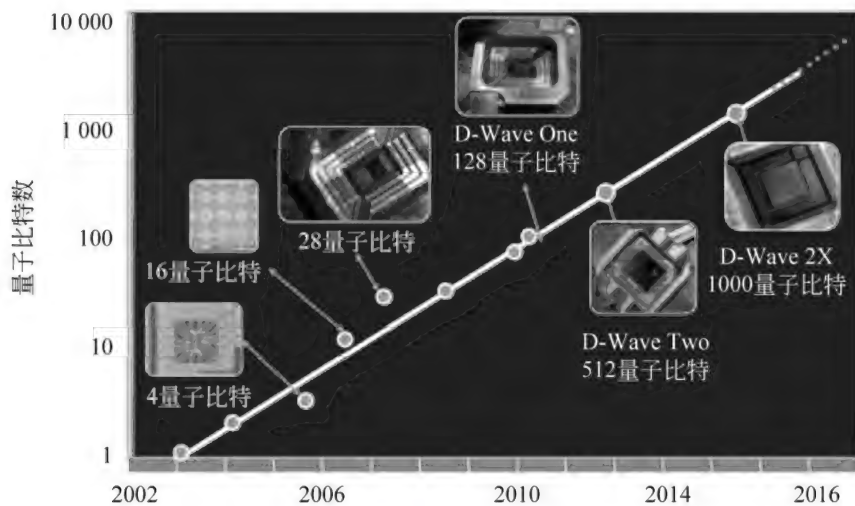 10 000
1 000
100
10
1
量子比特数
D-Wave One
128量子比特
28量子比特
16量子比特
4量子比特
D-Wave Two
512量子比特
D-Wave 2X
1000量子比特
2002
2006
2010
2014
2016